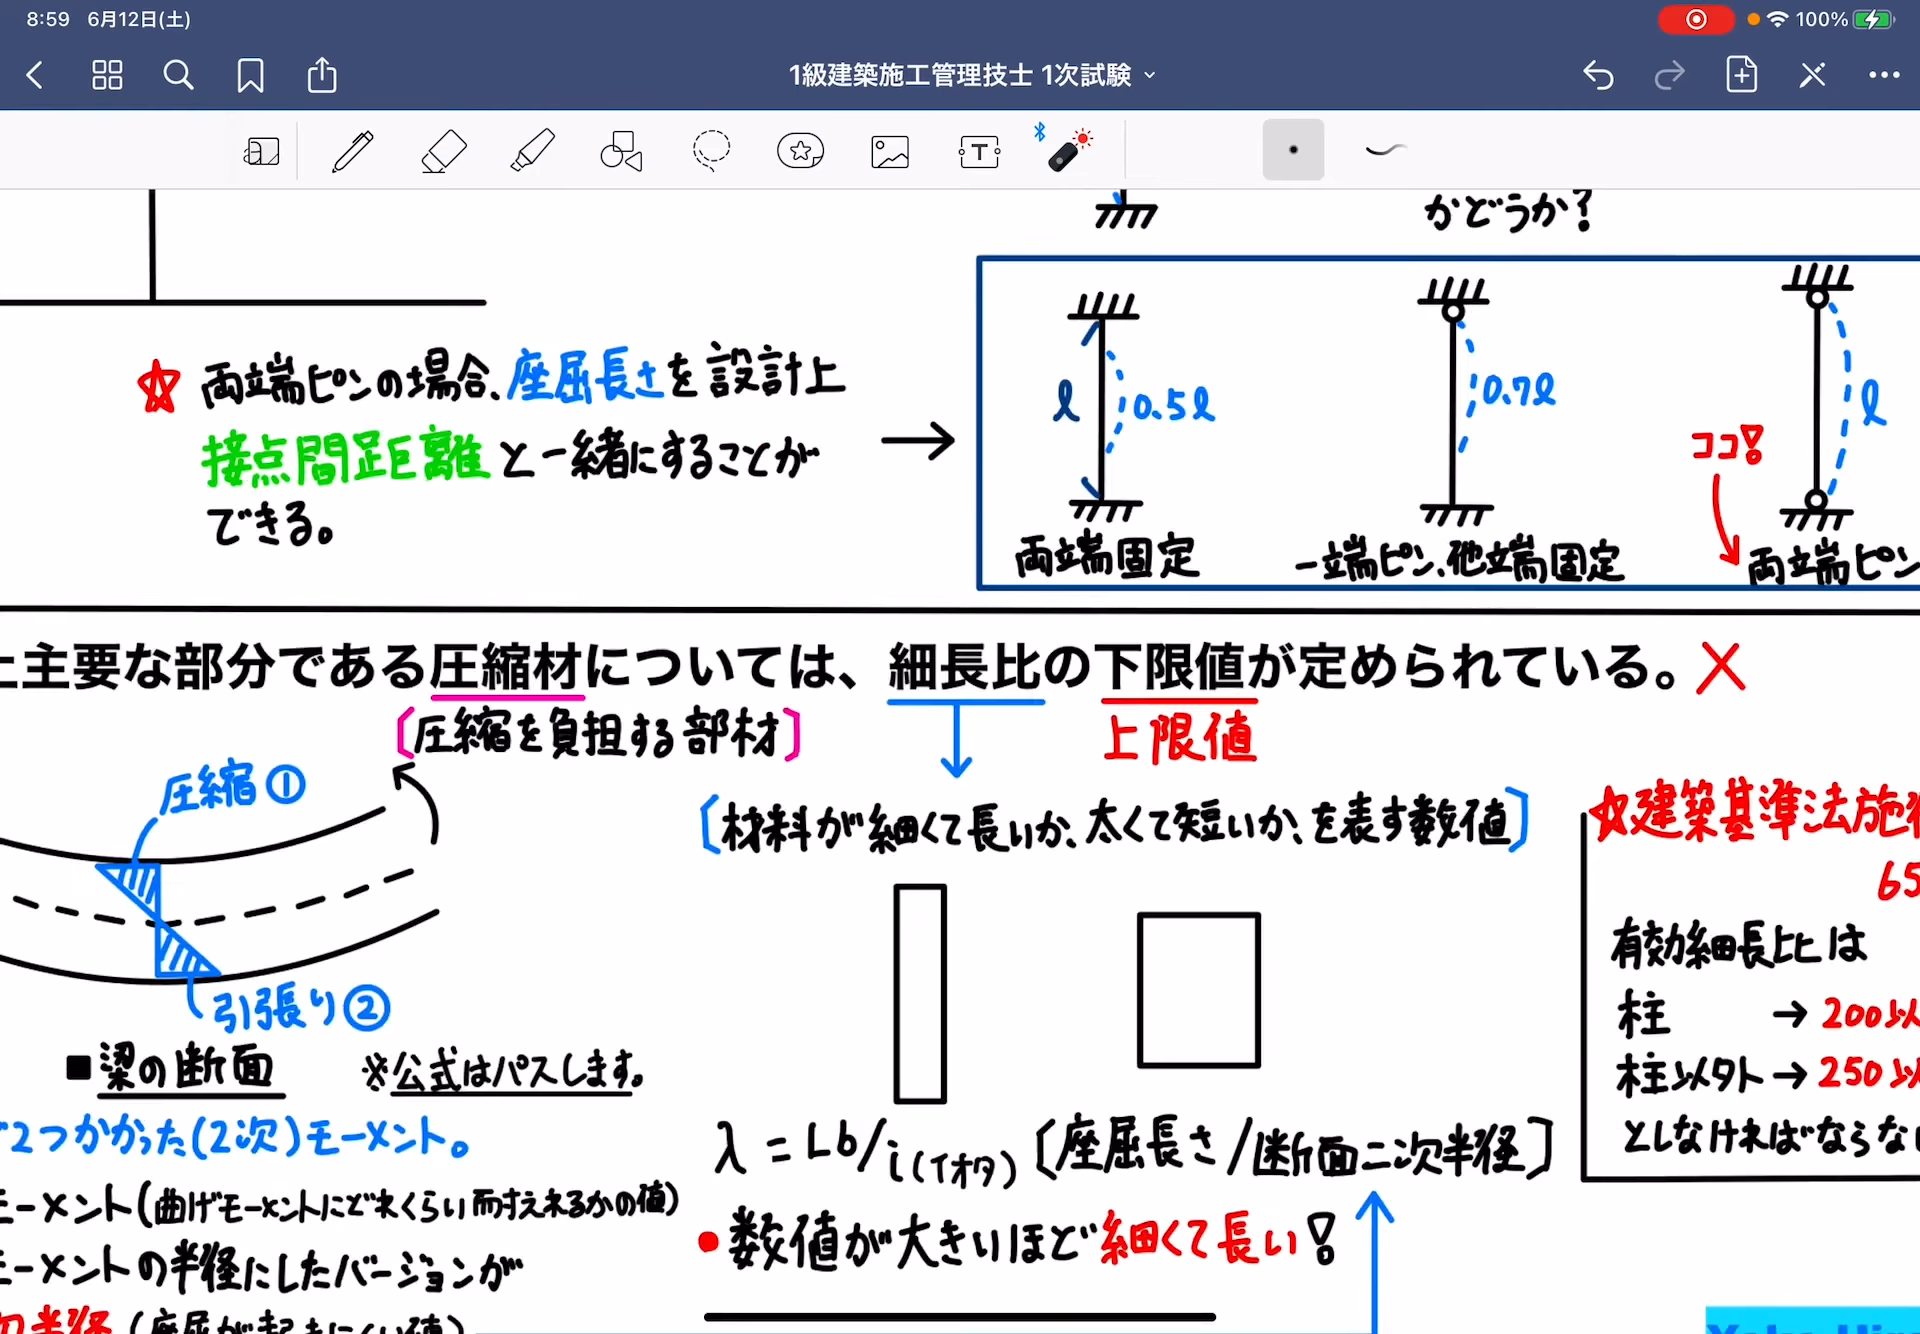 8:59 6月12日(土)
100%
1級建築施工管理技士 1次試験
かどうか?
☆ 両端ピンの場合、座屈長さを設計上
接点間距離と一緒にすることが
できる。
→
l 0.5l
0.7l
l
ココ!
両端固定
一端ピン、他端固定
両端ピン
主要な部分である圧縮材については、細長比の下限値が定められている。×
〔圧縮を負担する部材〕
上限値
圧縮①
〔材料が細くて長いか、太くて短いか、を表す数値〕
☆建築基準法施
65
引張り②
有効細長比は
柱 → 200以
柱以外→ 250以
としなければならな
■梁の断面 ※公式はパスします。
2つかかった(2次)モーメント。
λ = Lb/i(イオタ)〔座屈長さ/断面二次半径〕
モーメント(曲げモーメントにどれくらい耐えれるかの値)
●数値が大きいほど細くて長い!
モーメントの半径にしたバージョンが
半径(座屈が起きにくい値)